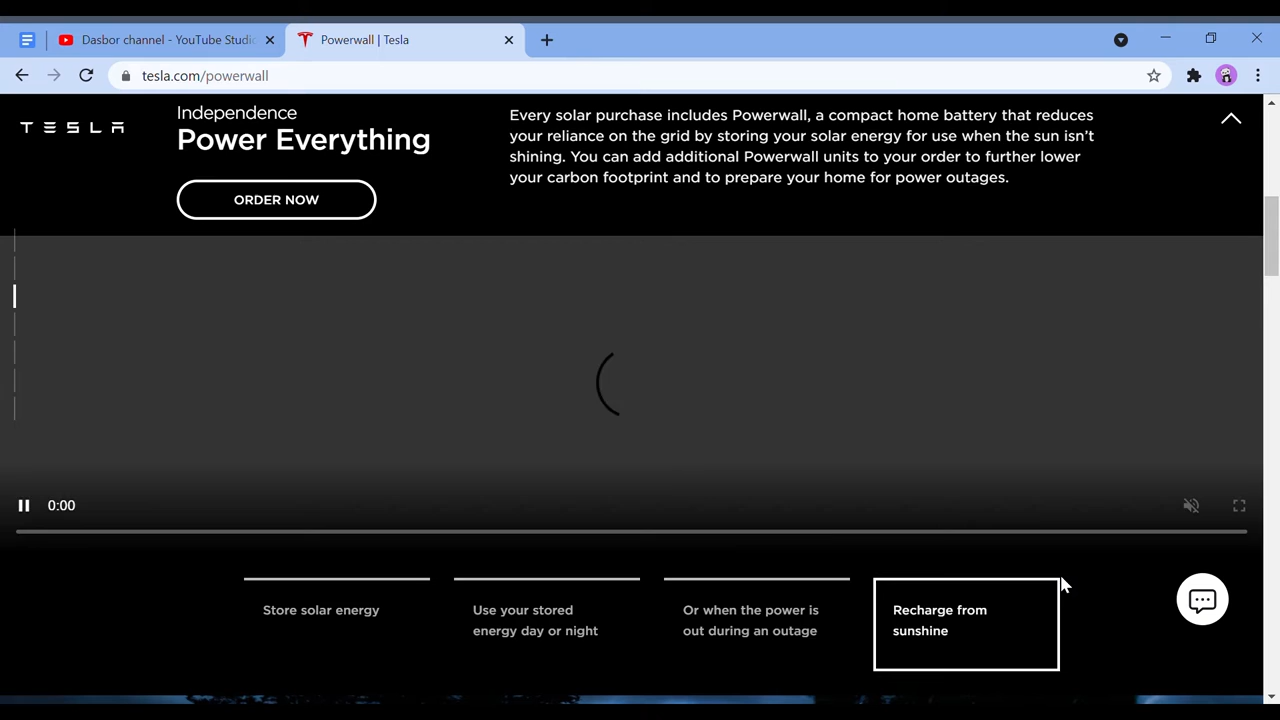 Dasbor channel - YouTube Studi
Powerwall | Tesla
tesla.com/powerwall
TESLA
Independence
Power Everything
ORDER NOW
Every solar purchase includes Powerwall, a compact home battery that reduces
your reliance on the grid by storing your solar energy for use when the sun isn't
shining. You can add additional Powerwall units to your order to further lower
your carbon footprint and to prepare your home for power outages.
0:00
Store solar energy
Use your stored
energy day or night
Or when the power is
out during an outage
Recharge from
sunshine